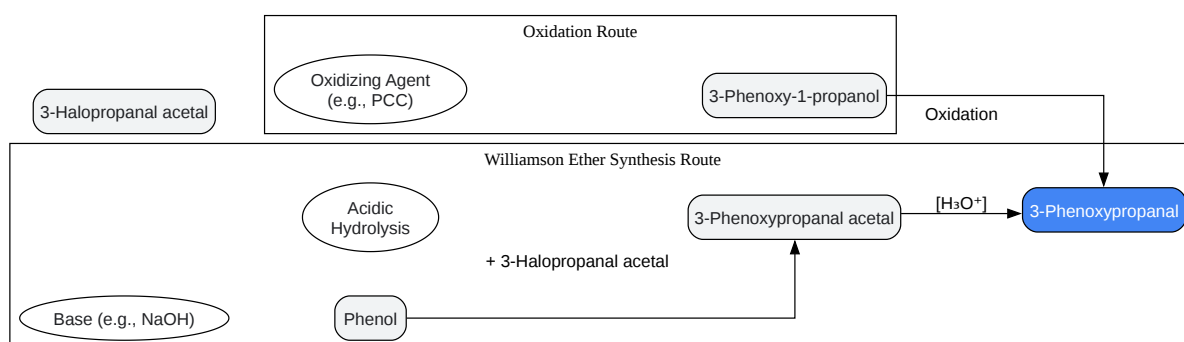 Oxidation Route
Oxidizing Agent
(e.g., PCC)
3-Phenoxy-1-propanol
3-Halopropanal acetal
Oxidation
Williamson Ether Synthesis Route
Acidic
Hydrolysis
3-Phenoxypropanal acetal
[H₃O⁺]
3-Phenoxypropanal
+ 3-Halopropanal acetal
Base (e.g., NaOH)
Phenol